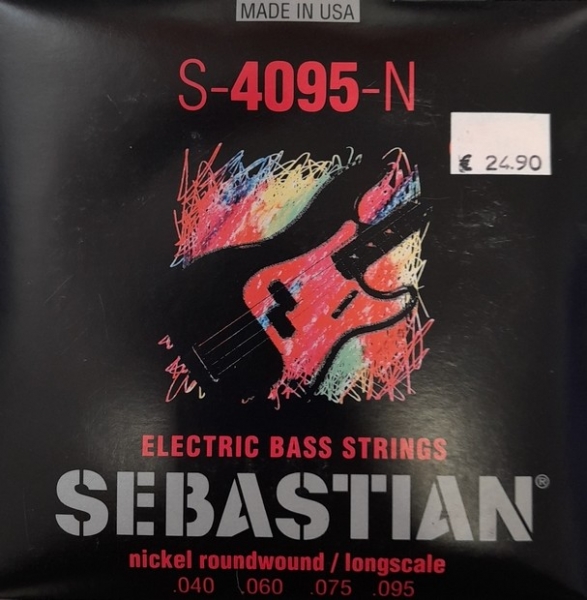 MADE IN USA
S-4095-N
€ 24.90
ELECTRIC BASS STRINGS
SEBASTIAN®
nickel roundwound / longscale
.040 .060 .075 .095